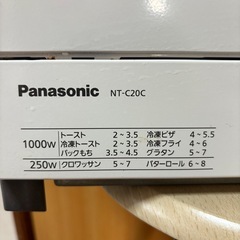 Panasonic NT-C20C
1000W トースト 2~3.5 冷凍ピザ 4~5.5
冷凍トースト 2~3.5 冷凍フライ 4~6
パックもち 3.5~4.5 グラタン 5~7
250W クロワッサン 5~7 バターロール 6~8